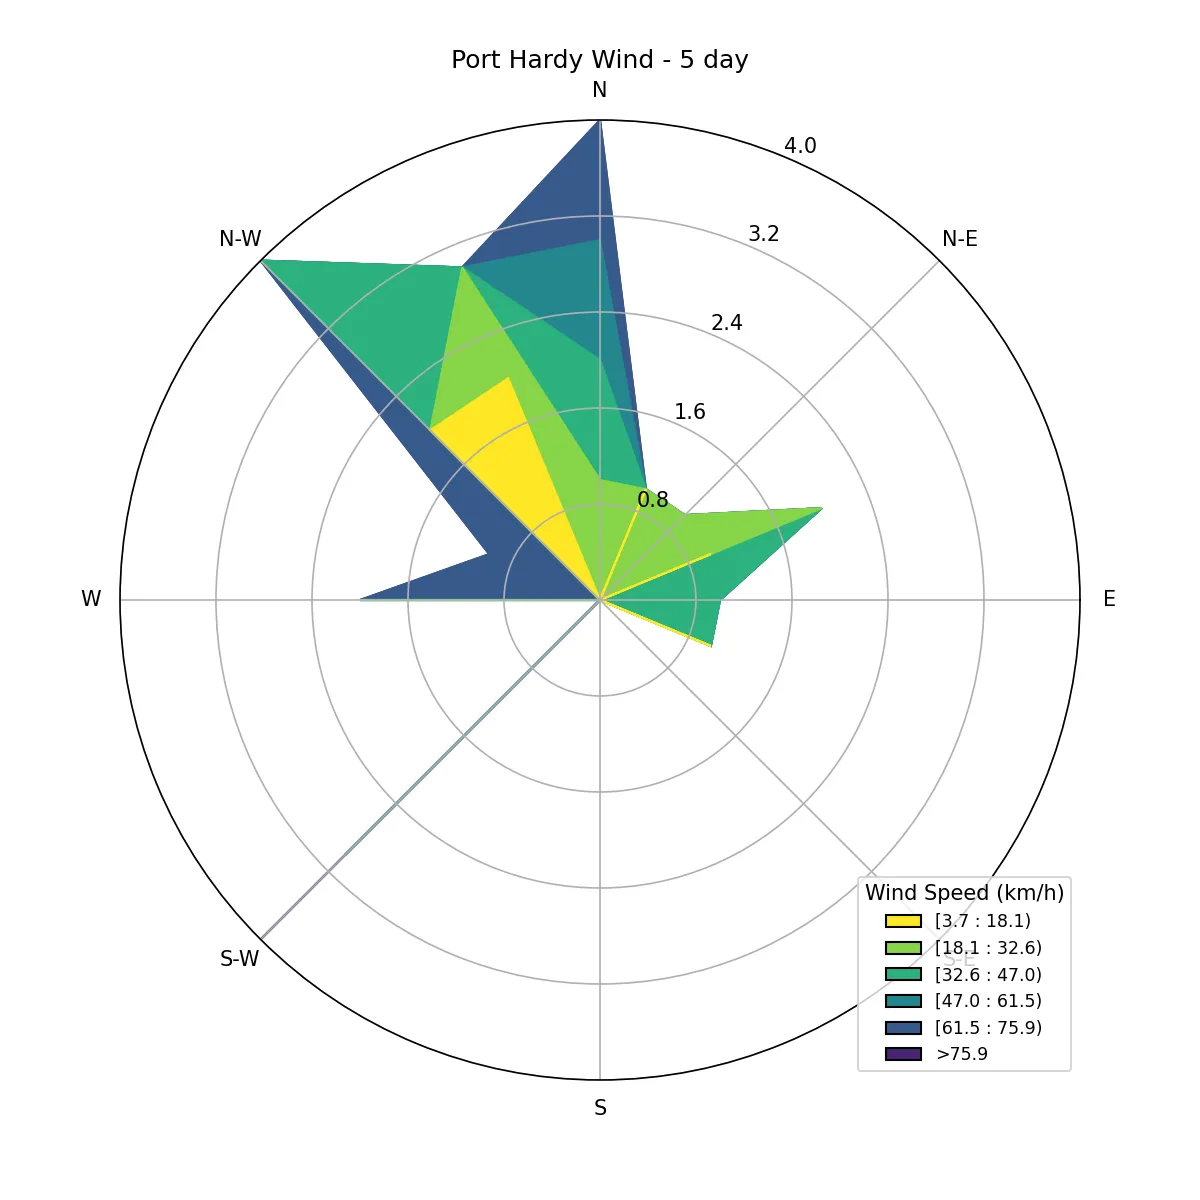 Port Hardy Wind - 5 day
N
4.0
N-W
3.2
N-E
2.4
1.6
0.8
W
E
S-W
S-E
S
Wind Speed (km/h)
[3.7 : 18.1)
[18.1 : 32.6)
[32.6 : 47.0)
[47.0 : 61.5)
[61.5 : 75.9)
>75.9